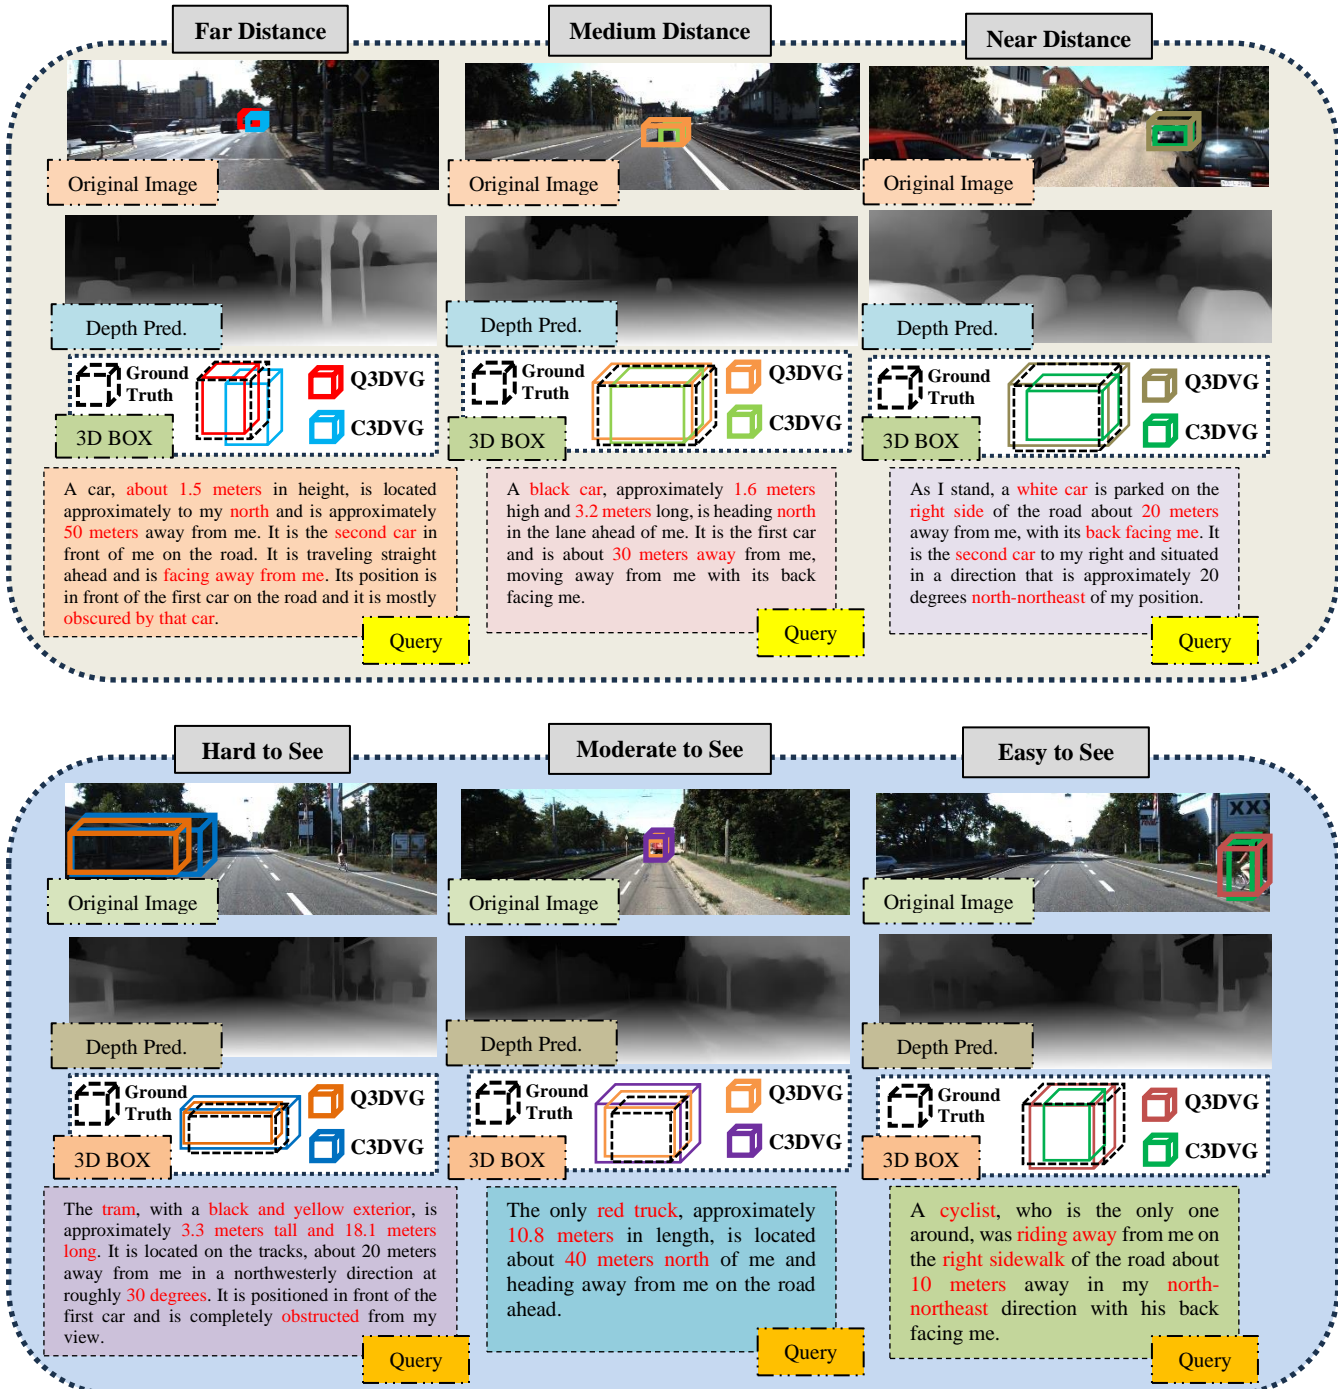 Far Distance
Medium Distance
Near Distance
Original Image
Original Image
Original Image
Depth Pred.
Depth Pred.
Depth Pred.
Ground
Truth
Q3DVG
C3DVG
3D BOX
Ground
Truth
Q3DVG
C3DVG
3D BOX
Ground
Truth
Q3DVG
C3DVG
3D BOX
A car, about 1.5 meters in height, is located
approximately to my north and is approximately
50 meters away from me. It is the second car in
front of me on the road. It is traveling straight
ahead and is facing away from me. Its position is
in front of the first car on the road and it is mostly
obscured by that car.
Query
A black car, approximately 1.6 meters
high and 3.2 meters long, is heading north
in the lane ahead of me. It is the first car
and is about 30 meters away from me,
moving away from me with its back
facing me.
Query
As I stand, a white car is parked on the
right side of the road about 20 meters
away from me, with its back facing me. It
is the second car to my right and situated
in a direction that is approximately 20
degrees north-northeast of my position.
Query
Hard to See
Moderate to See
Easy to See
Original Image
Original Image
XXX
Original Image
Depth Pred.
Depth Pred.
Depth Pred.
Ground
Truth
Q3DVG
C3DVG
3D BOX
Ground
Truth
Q3DVG
C3DVG
3D BOX
Ground
Truth
Q3DVG
C3DVG
3D BOX
The tram, with a black and yellow exterior, is
approximately 3.3 meters tall and 18.1 meters
long. It is located on the tracks, about 20 meters
away from me in a northwesterly direction at
roughly 30 degrees. It is positioned in front of the
first car and is completely obstructed from my
view.
Query
The only red truck, approximately
10.8 meters in length, is located
about 40 meters north of me and
heading away from me on the road
ahead.
Query
A cyclist, who is the only one
around, was riding away from me on
the right sidewalk of the road about
10 meters away in my north-
northeast direction with his back
facing me.
Query